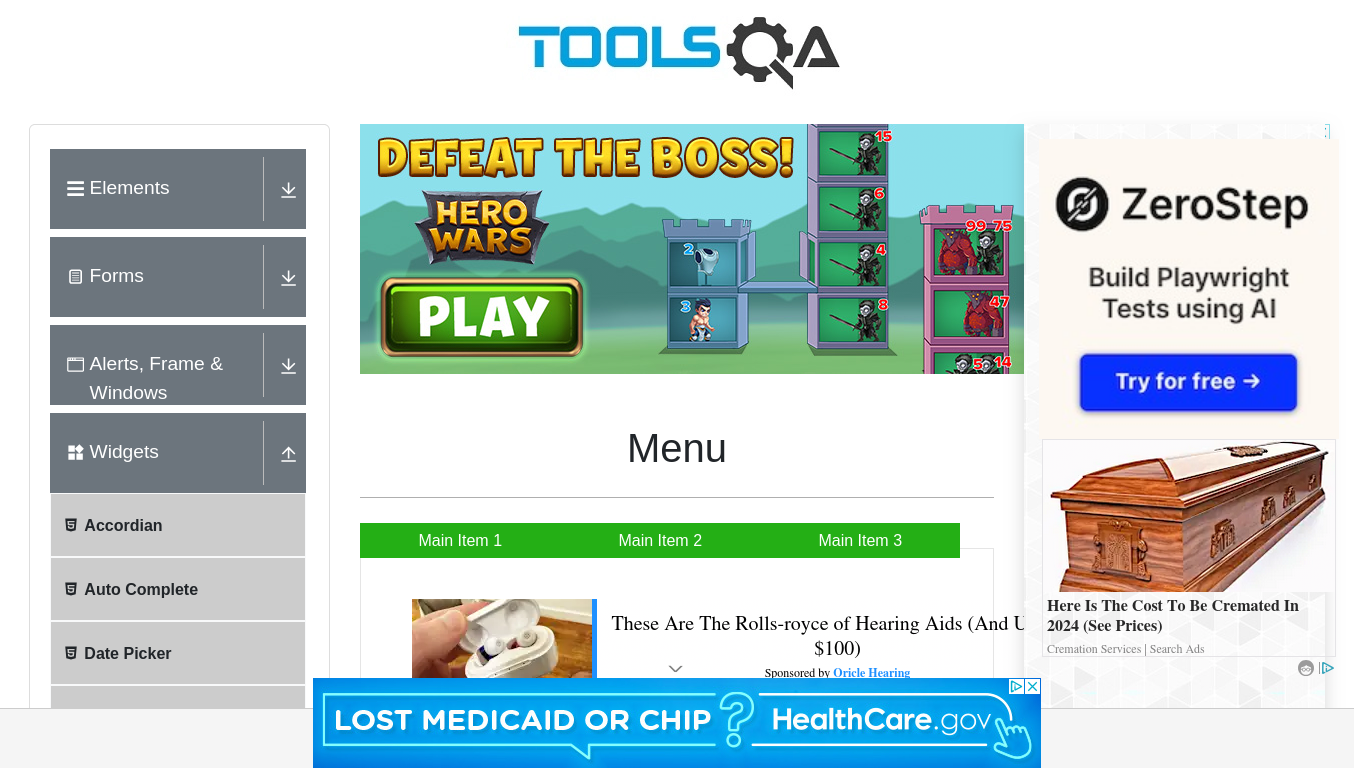 TOOLSQA
Elements
Forms
Alerts, Frame &
Windows
Widgets
Accordian
Auto Complete
Date Picker
DEFEAT THE BOSS!
HERO
WARS
PLAY
2
3
15
6
4
8
99 75
47
5 14
Menu
Main Item 1
Main Item 2
Main Item 3
These Are The Rolls-royce of Hearing Aids (And U
$100)
Sponsored by Oricle Hearing
ZeroStep
Build Playwright
Tests using AI
Try for free →
Here Is The Cost To Be Cremated In
2024 (See Prices)
Cremation Services | Search Ads
LOST MEDICAID OR CHIP? HealthCare.gov